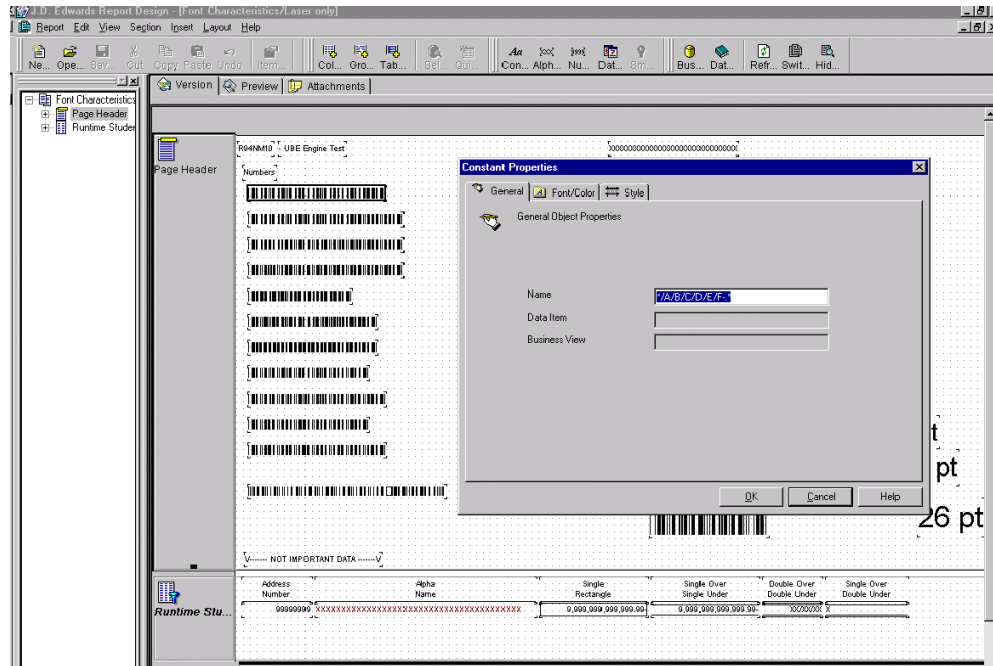 J.D. Edwards Report Design - [Font Characteristics/Laser only]
Report Edit View Section Insert Layout Help
Ne... Ope... Sav... Cut Copy Paste Undo Item... Col... Gro... Tab... Sel... Qui... Con... Alph... Nu... Dat... Sm... Bus... Dat... Refr... Swit... Hid...
Version Preview Attachments
Font Characteristics
Page Header
Runtime Studen
Page Header
R94NM10 - UBE Engine Test
Numbers
Constant Properties
General Font/Color Style
General Object Properties
Name
*/A/B/C/D/E/F-.*
Data Item
Business View
OK Cancel Help
t
pt
26 pt
V------ NOT IMPORTANT DATA ------V
Runtime Stu...
Address Number
Alpha Name
Single Rectangle
Single Over Single Under
Double Over Double Under
Single Over Double Under
99999999 9,999,999,999,999.99- 9,999,999,999,999.99- XX/XX/XX X